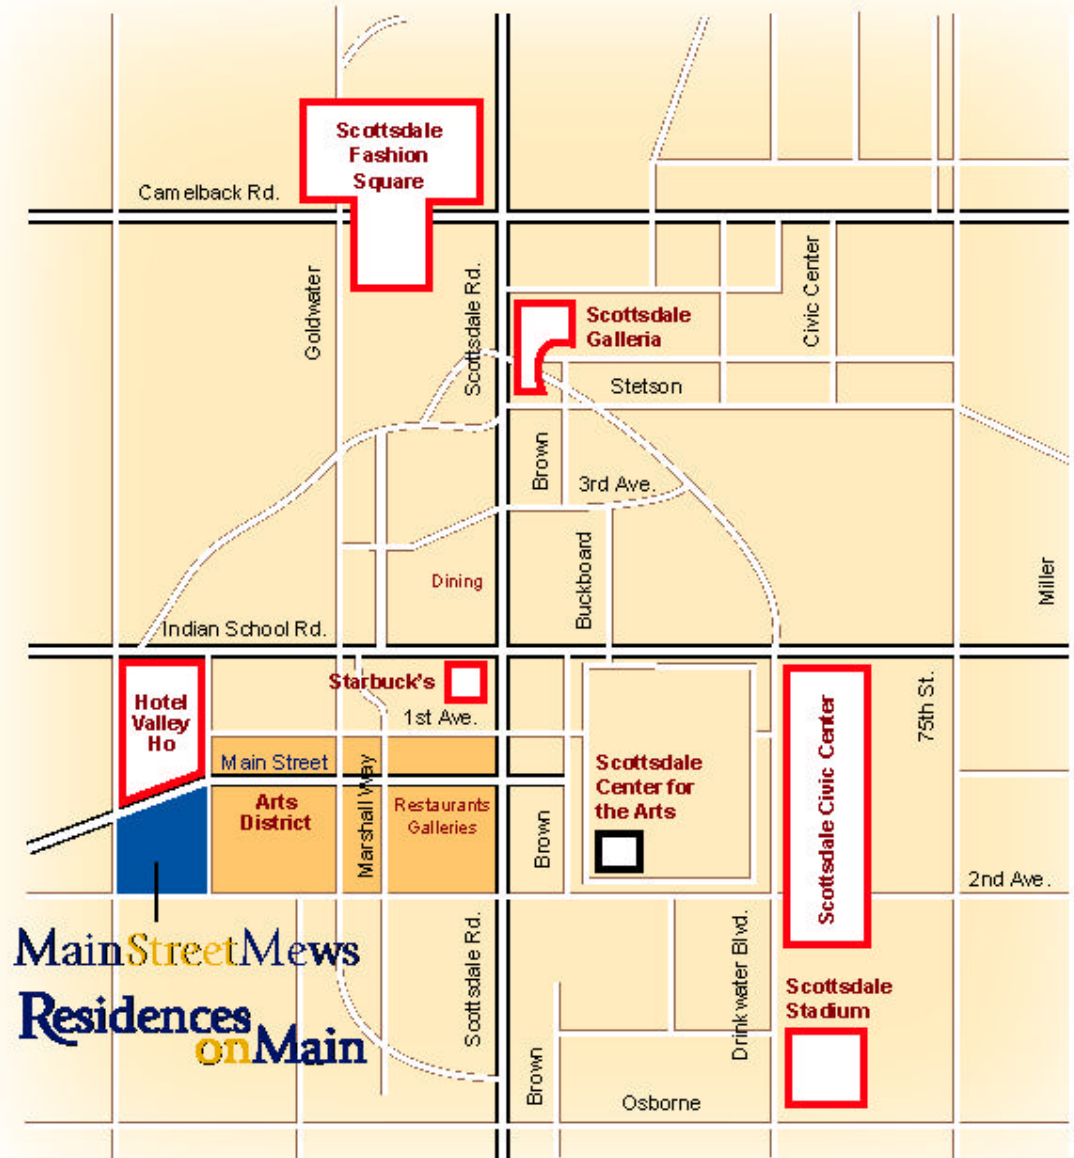 Scottsdale
Fashion
Square
Camelback Rd.
Goldwater
Scottsdale Rd.
Civic Center
Scottsdale
Galleria
Stetson
Brown
3rd Ave.
Buckboard
Dining
Miller
Indian School Rd.
Hotel
Valley
Ho
Starbuck's
1st Ave.
75th St.
Main Street
Scottsdale
Center for
the Arts
Scottsdale Civic Center
Arts
District
Marshall Way
Restaurants
Galleries
Brown
2nd Ave.
MainStreetMews
Scottsdale Rd.
Drinkwater Blvd.
Scottsdale
Stadium
Residences
onMain
Brown
Osborne